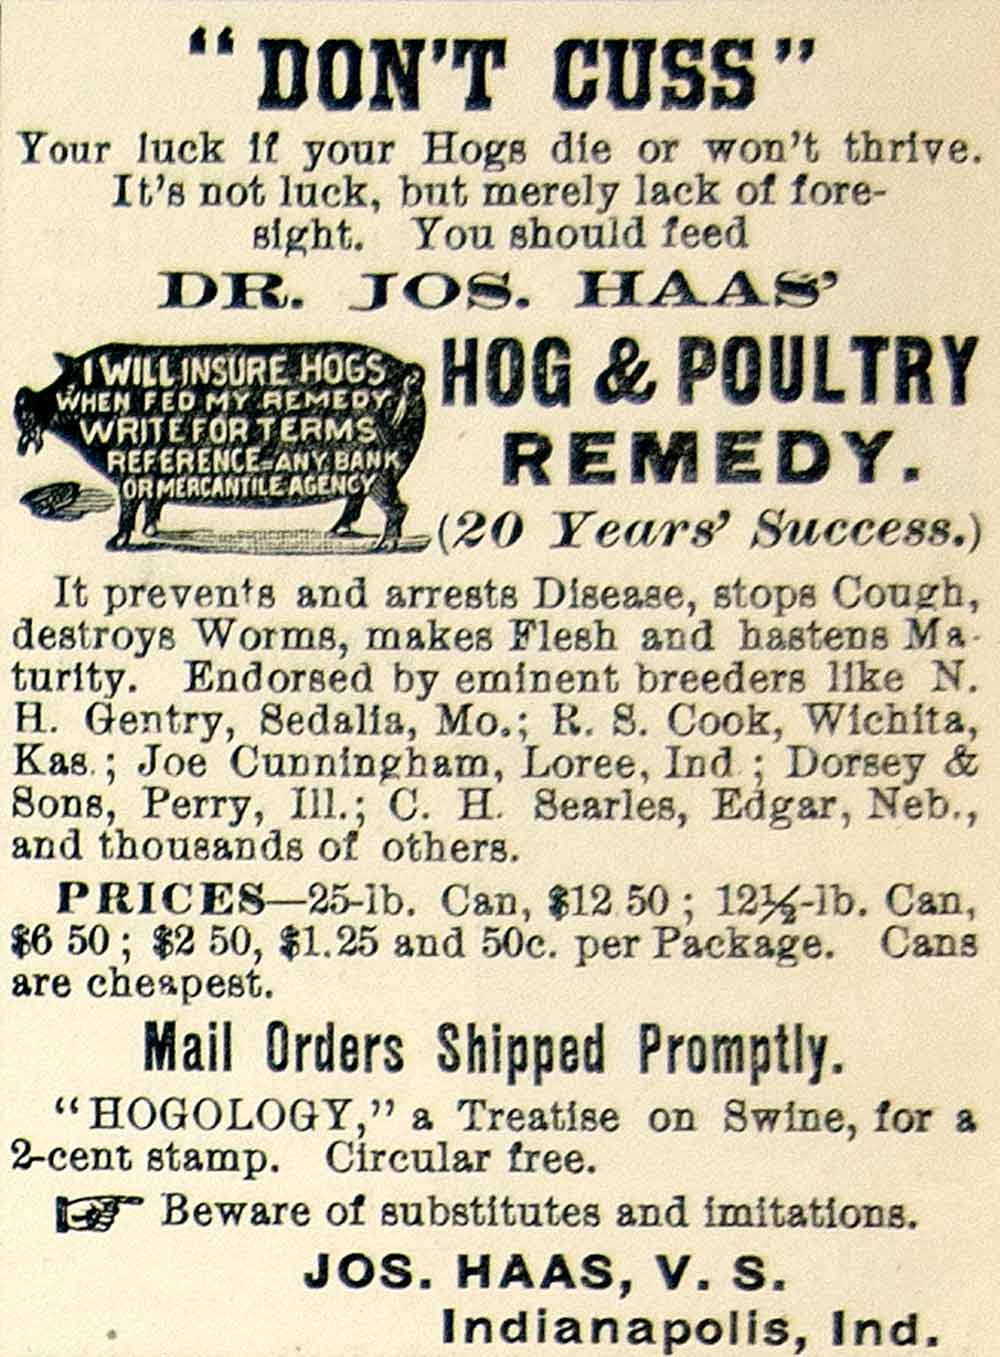 "DON'T CUSS"
Your luck if your Hogs die or won't thrive.
It's not luck, but merely lack of fore-
sight. You should feed
DR. JOS. HAAS'
I WILL INSURE HOGS
WHEN FED MY REMEDY,
WRITE FOR TERMS
REFERENCE=ANY BANK
OR MERCANTILE AGENCY
HOG & POULTRY
REMEDY.
(20 Years' Success.)
It prevents and arrests Disease, stops Cough,
destroys Worms, makes Flesh and hastens Ma-
turity. Endorsed by eminent breeders like N.
H. Gentry, Sedalia, Mo.; R. S. Cook, Wichita,
Kas.; Joe Cunningham, Loree, Ind ; Dorsey &
Sons, Perry, Ill.; C. H. Searles, Edgar, Neb.,
and thousands of others.
PRICES—25-lb. Can, $12 50 ; 12½-lb. Can,
$6 50 ; $2 50, $1.25 and 50c. per Package. Cans
are cheapest.
Mail Orders Shipped Promptly.
"HOGOLOGY," a Treatise on Swine, for a
2-cent stamp. Circular free.
Beware of substitutes and imitations.
JOS. HAAS, V. S.
Indianapolis, Ind.